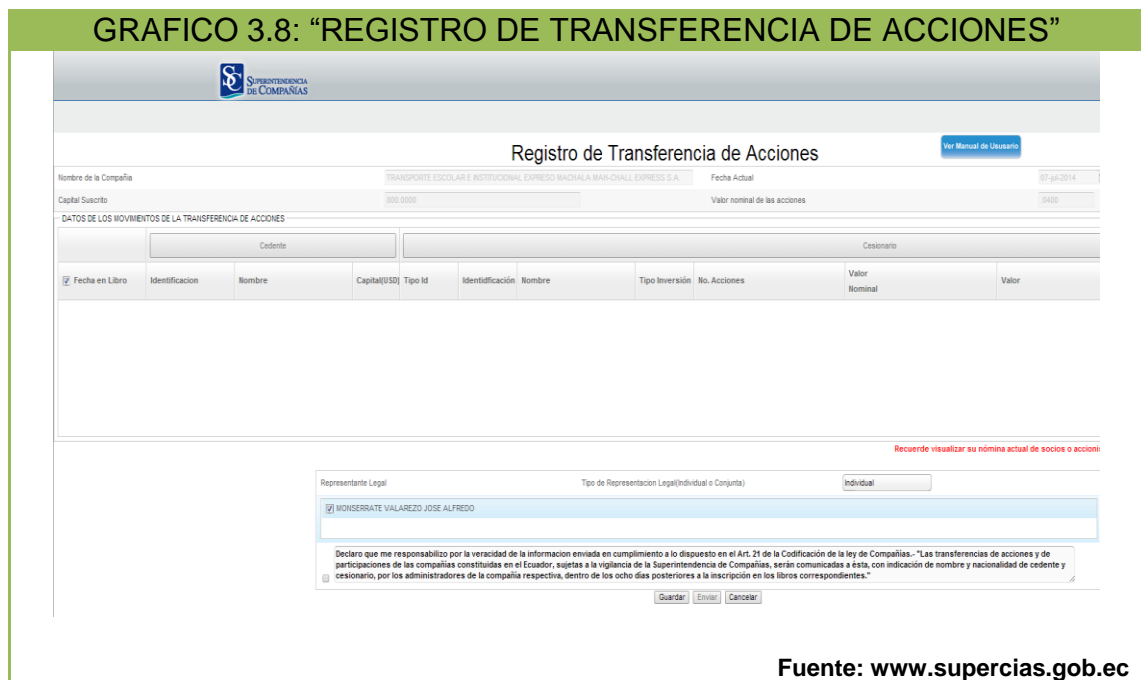 GRAFICO 3.8: “REGISTRO DE TRANSFERENCIA DE ACCIONES”
SC SUPERINTENDENCIA
DE COMPAÑÍAS
Registro de Transferencia de Acciones
Ver Manual de Ususario
Nombre de la Compañia TRANSPORTE ESCOLAR E INSTITUCIONAL EXPRESO MACHALA MAH-CHALL EXPRESS S.A. Fecha Actual 07-jul-2014
Capital Suscrito 800.0000 Valor nominal de las acciones .0400
DATOS DE LOS MOVIMIENTOS DE LA TRANSFERENCIA DE ACCIONES
Cedente Cesionario
Fecha en Libro Identificacion Nombre Capital(USD) Tipo Id Identidficación Nombre Tipo Inversión No. Acciones Valor Nominal Valor
Recuerde visualizar su nómina actual de socios o accioni
Representante Legal Tipo de Representacion Legal(Individual o Conjunta) Individual
MONSERRATE VALAREZO JOSE ALFREDO
Declaro que me responsabilizo por la veracidad de la informacion enviada en cumplimiento a lo dispuesto en el Art. 21 de la Codificación de la ley de Compañías.- "Las transferencias de acciones y de
participaciones de las compañías constituidas en el Ecuador, sujetas a la vigilancia de la Superintendencia de Compañías, serán comunicadas a ésta, con indicación de nombre y nacionalidad de cedente y
cesionario, por los administradores de la compañía respectiva, dentro de los ocho días posteriores a la inscripción en los libros correspondientes."
Guardar Enviar Cancelar
Fuente: www.supercias.gob.ec